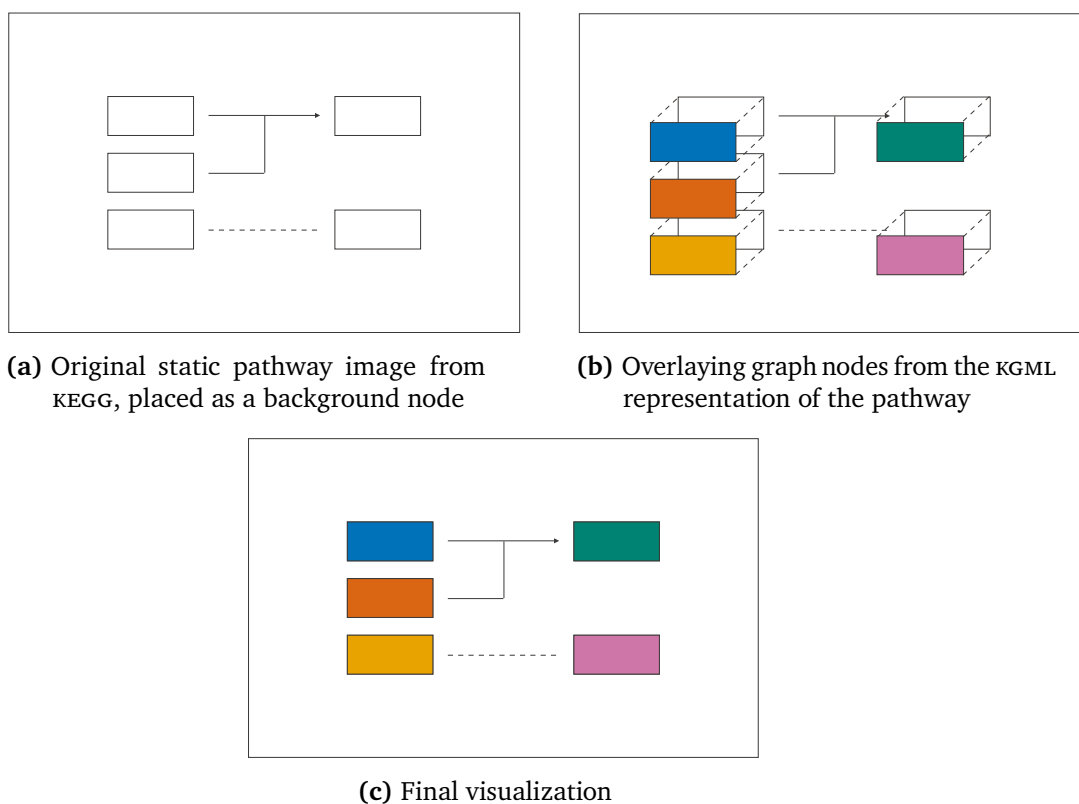 (a) Original static pathway image from
KEGG, placed as a background node
(b) Overlaying graph nodes from the KGML
representation of the pathway
(c) Final visualization